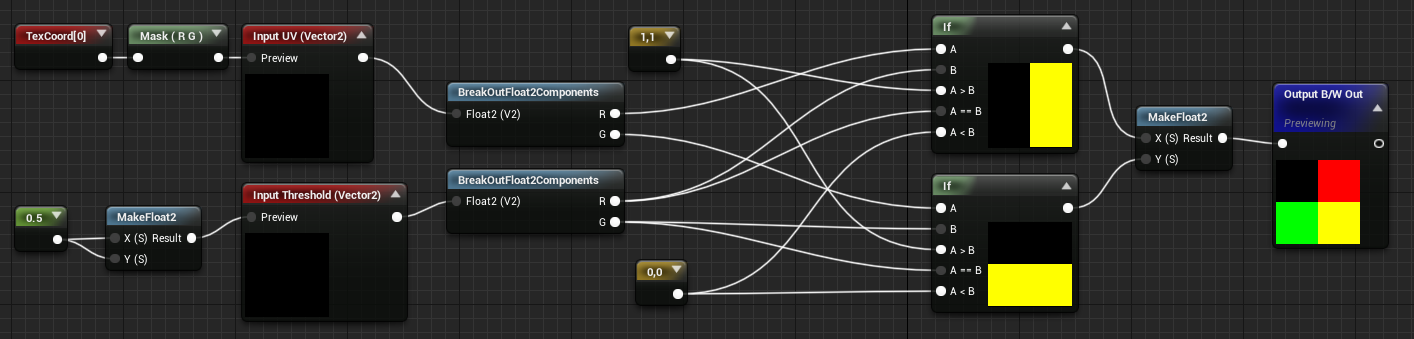 TexCoord[0]
Mask ( R G )
Input UV (Vector2)
Preview
BreakOutFloat2Components
Float2 (V2) R
G
1,1
If
A
B
A > B
A == B
A < B
Output B/W Out
Previewing
MakeFloat2
X (S) Result
Y (S)
Input Threshold (Vector2)
Preview
BreakOutFloat2Components
Float2 (V2) R
G
If
A
B
A > B
A == B
A < B
0.5
MakeFloat2
X (S) Result
Y (S)
0,0